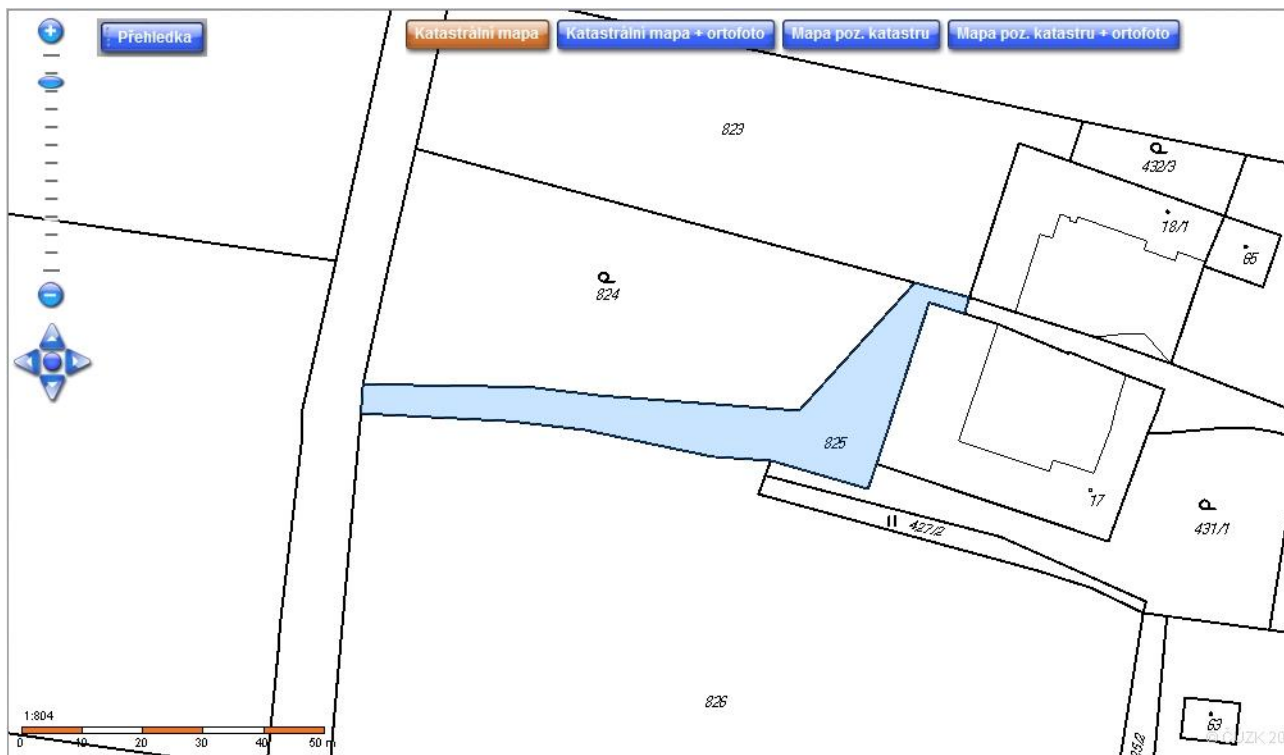 Přehledka
Katastrální mapa
Katastrální mapa + ortofoto
Mapa poz. katastru
Mapa poz. katastru + ortofoto
823
432/3
18/1
85
824
825
17
427/2
431/1
826
63
1:804
0 10 20 30 40 50 m